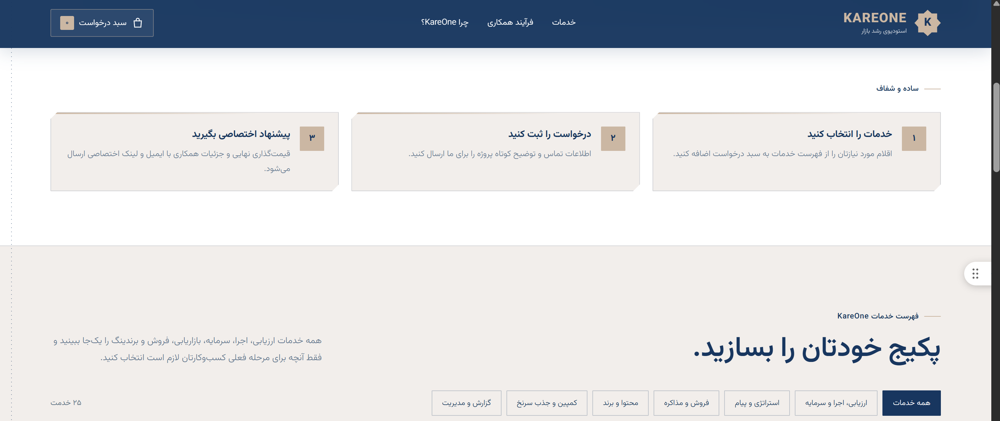 KAREONE
استودیوی رشد بازار
K
خدمات
فرآیند همکاری
چرا KareOne؟
سبد درخواست
۰
ساده و شفاف
۱
خدمات را انتخاب کنید
اقلام مورد نیازتان را از فهرست خدمات به سبد درخواست اضافه کنید.
۲
درخواست را ثبت کنید
اطلاعات تماس و توضیح کوتاه پروژه را برای ما ارسال کنید.
۳
پیشنهاد اختصاصی بگیرید
قیمت‌گذاری نهایی و جزئیات همکاری با ایمیل و لینک اختصاصی ارسال
می‌شود.
فهرست خدمات KareOne
پکیج خودتان را بسازید.
همه خدمات ارزیابی، اجرا، سرمایه، بازاریابی، فروش و برندینگ را یک‌جا ببینید و
فقط آنچه برای مرحله فعلی کسب‌وکارتان لازم است انتخاب کنید.
همه خدمات
ارزیابی، اجرا و سرمایه
استراتژی و پیام
فروش و مذاکره
محتوا و برند
کمپین و جذب سرنخ
گزارش و مدیریت
۲۵ خدمت